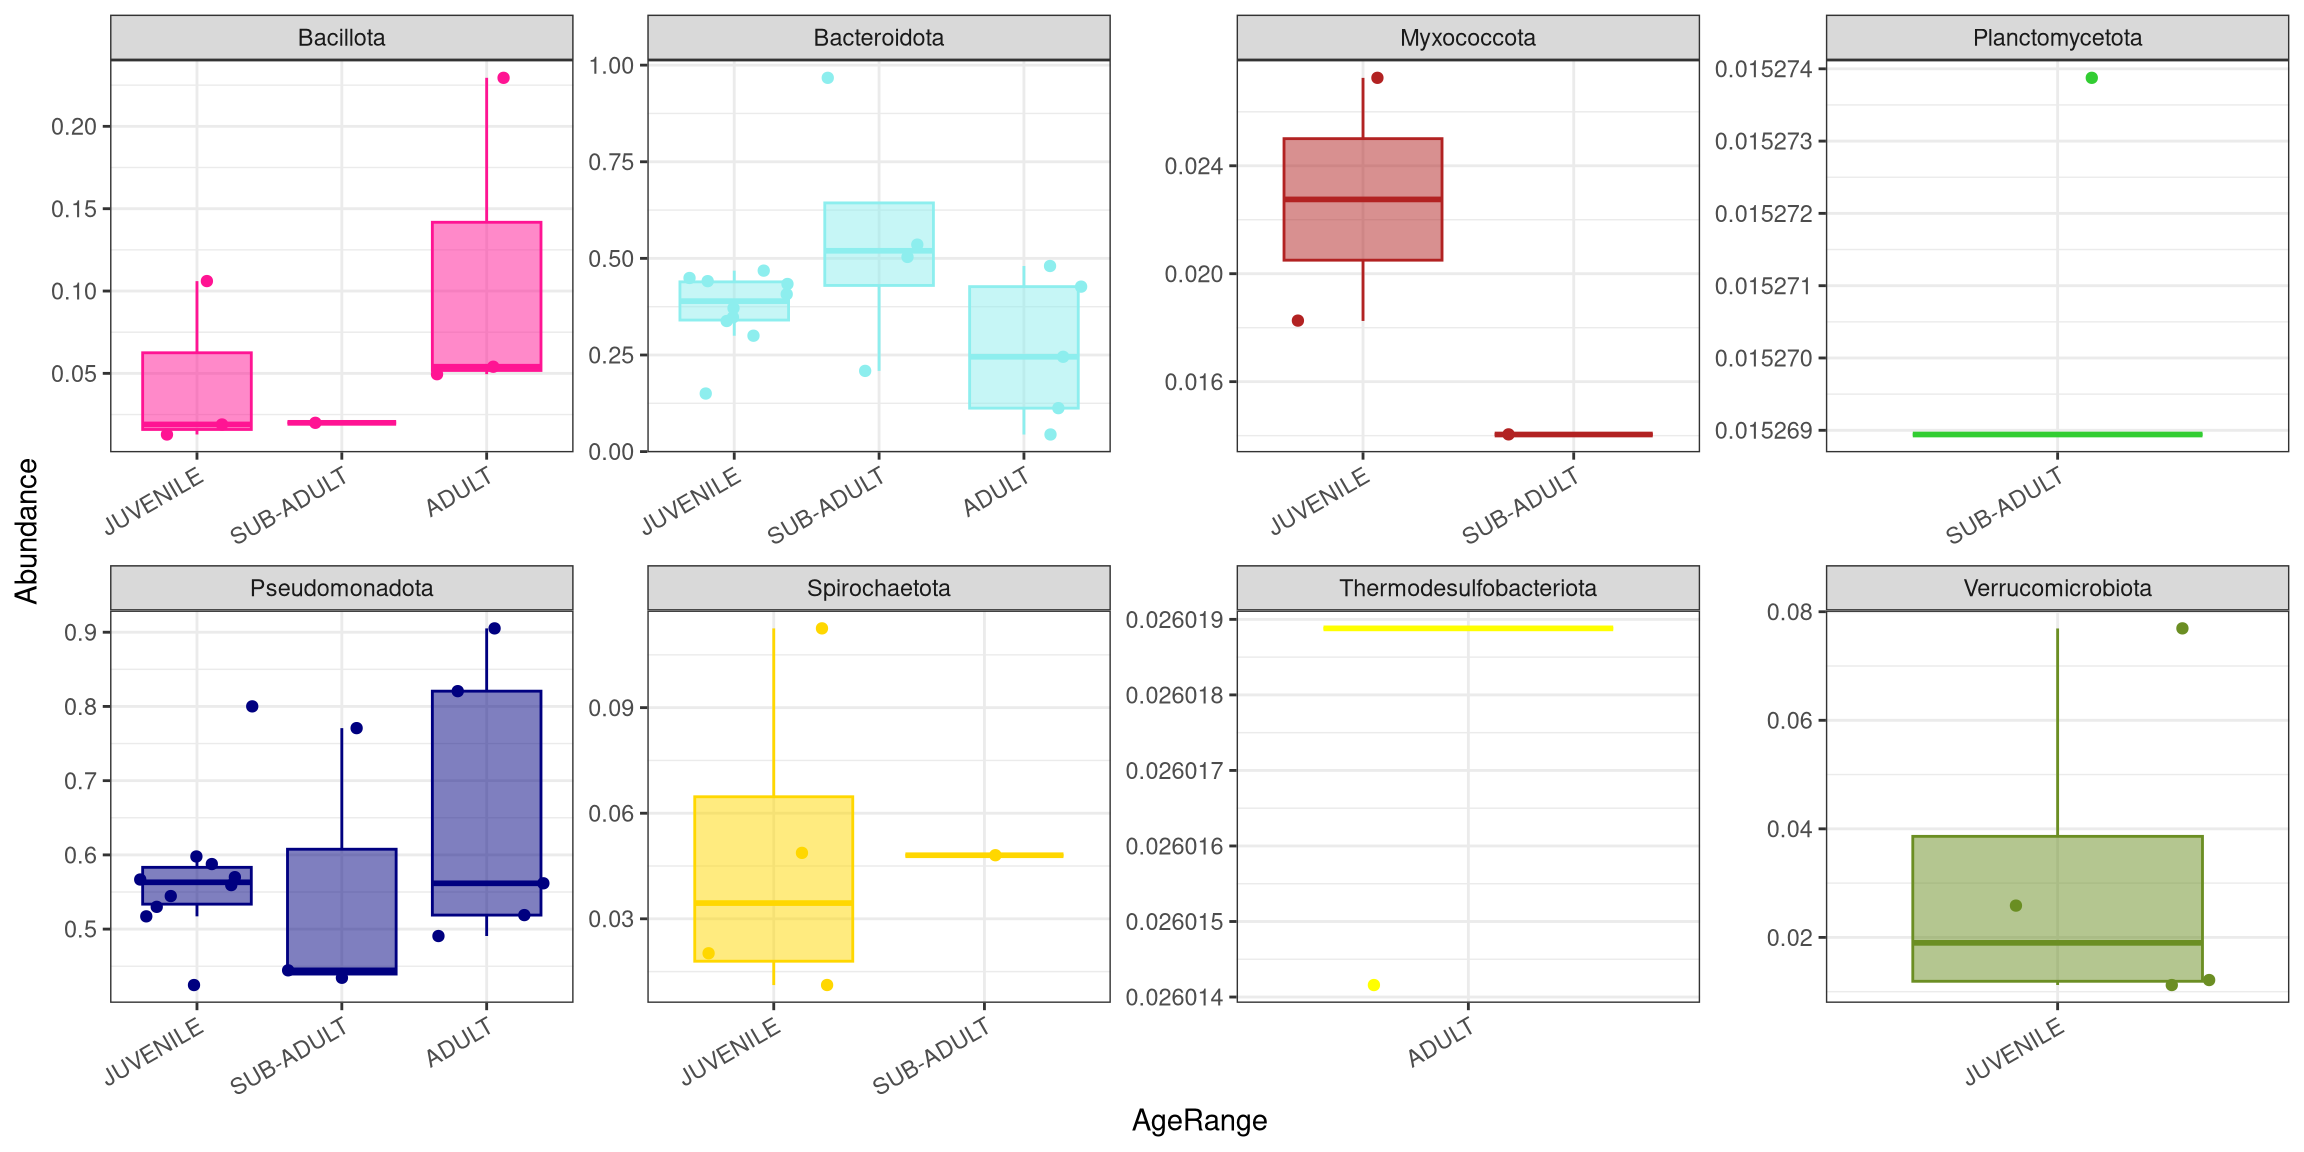 Bacillota
Bacteroidota
Myxococcota
Planctomycetota
0.20
0.15
0.10
0.05
1.00
0.75
0.50
0.25
0.00
0.024
0.020
0.016
0.015274
0.015273
0.015272
0.015271
0.015270
0.015269
JUVENILE
SUB-ADULT
ADULT
JUVENILE
SUB-ADULT
ADULT
JUVENILE
SUB-ADULT
SUB-ADULT
Abundance
Pseudomonadota
Spirochaetota
Thermodesulfobacteriota
Verrucomicrobiota
0.9
0.8
0.7
0.6
0.5
0.09
0.06
0.03
0.026019
0.026018
0.026017
0.026016
0.026015
0.026014
0.08
0.06
0.04
0.02
JUVENILE
SUB-ADULT
ADULT
JUVENILE
SUB-ADULT
ADULT
JUVENILE
AgeRange